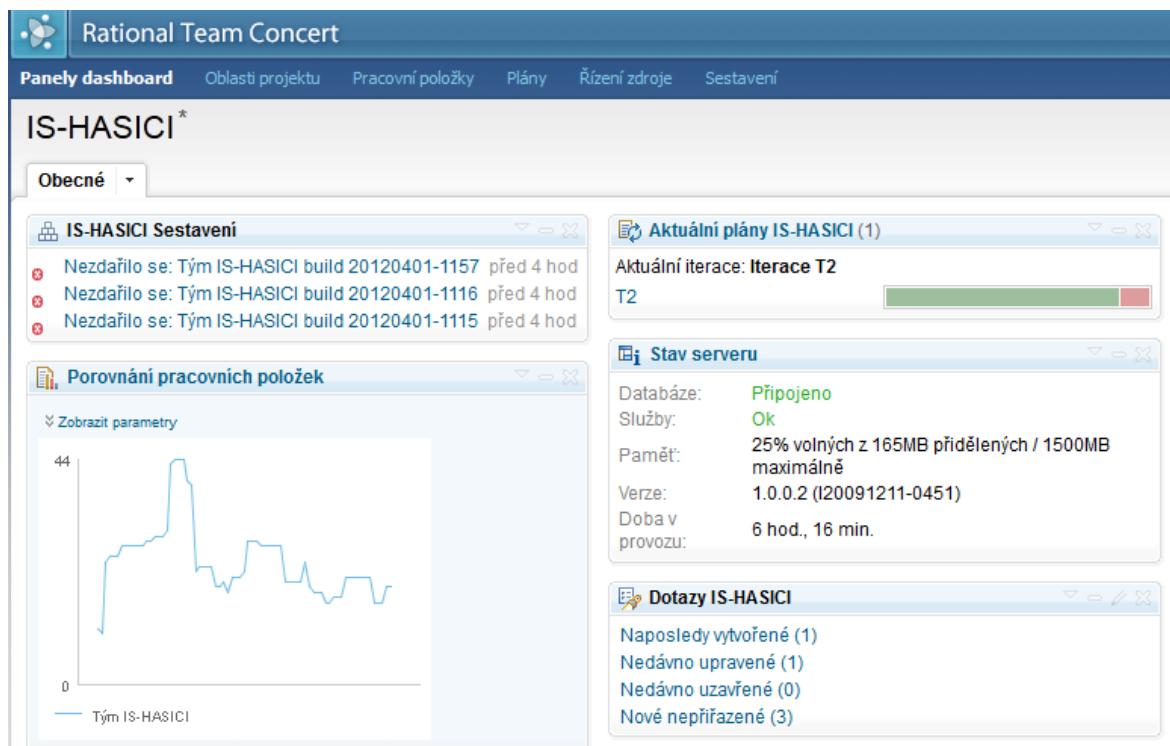 Rational Team Concert
Panely dashboard Oblasti projektu Pracovní položky Plány Řízení zdroje Sestavení
IS-HASICI*
Obecné
IS-HASICI Sestavení
Nezdařilo se: Tým IS-HASICI build 20120401-1157 před 4 hod
Nezdařilo se: Tým IS-HASICI build 20120401-1116 před 4 hod
Nezdařilo se: Tým IS-HASICI build 20120401-1115 před 4 hod
Porovnání pracovních položek
Zobrazit parametry
44
0
Tým IS-HASICI
Aktuální plány IS-HASICI (1)
Aktuální iterace: Iterace T2
T2
Stav serveru
Databáze: Připojeno
Služby: Ok
Paměť: 25% volných z 165MB přidělených / 1500MB
maximálně
Verze: 1.0.0.2 (I20091211-0451)
Doba v
provozu: 6 hod., 16 min.
Dotazy IS-HASICI
Naposledy vytvořené (1)
Nedávno upravené (1)
Nedávno uzavřené (0)
Nové nepřiřazené (3)